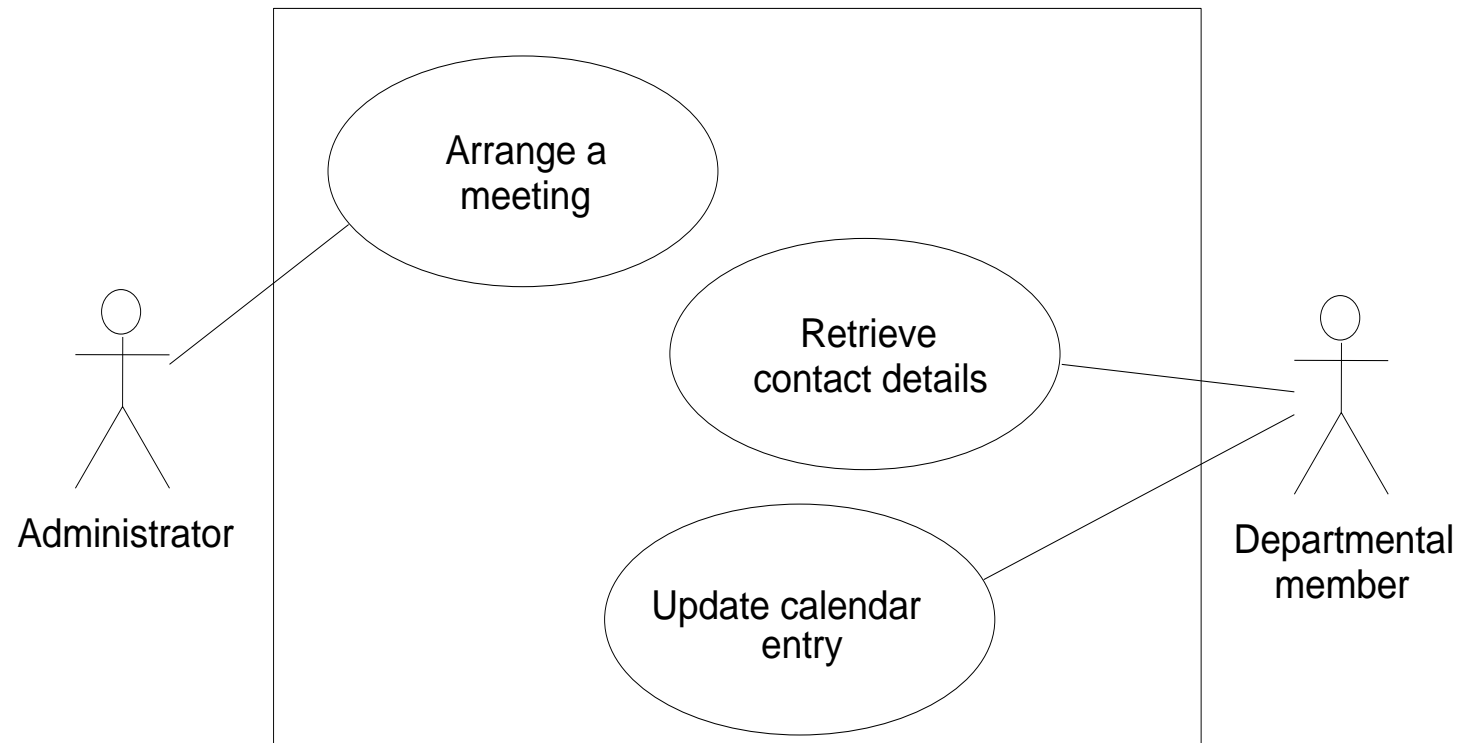 Arrange a
meeting
Retrieve
contact details
Administrator
Departmental
member
Update calendar
entry